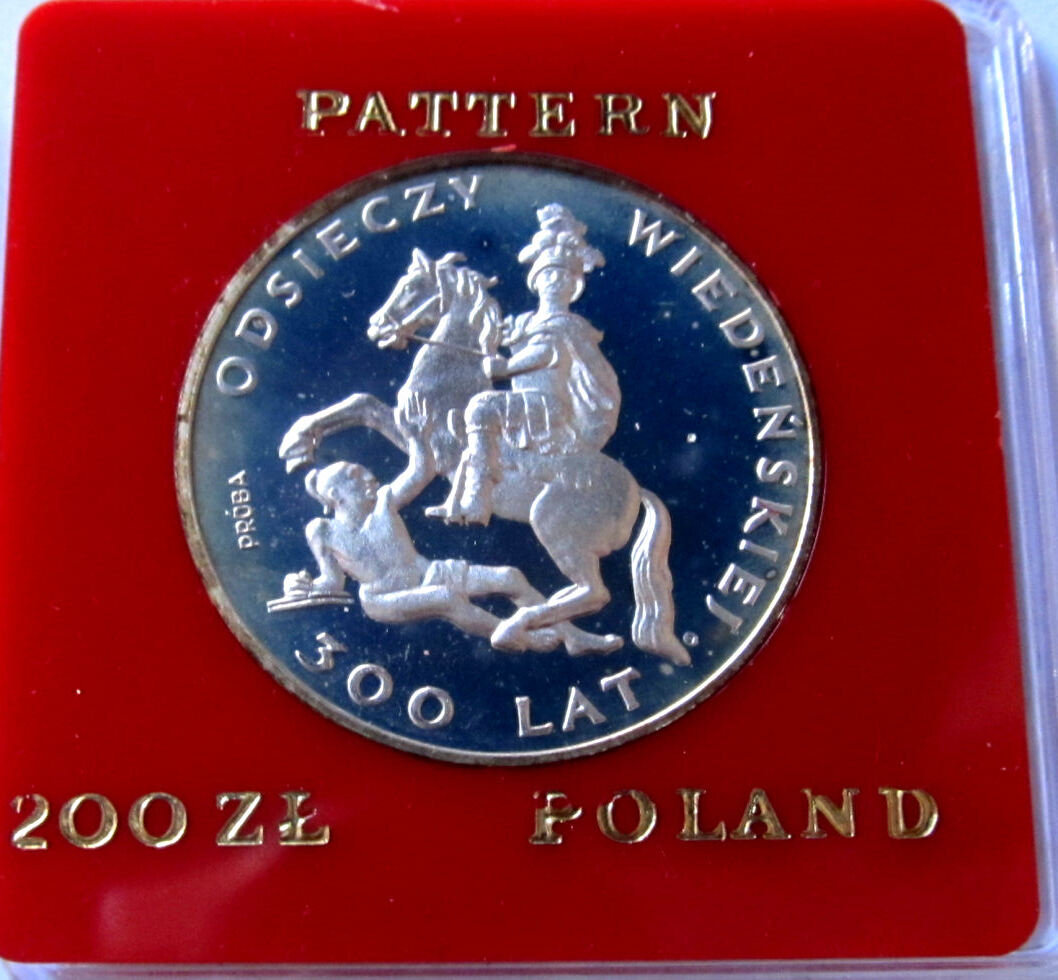 PATTERN
ODSIECZY WIEDEŃSKIEJ
PRÓBA
300 LAT
200 ZŁ POLAND